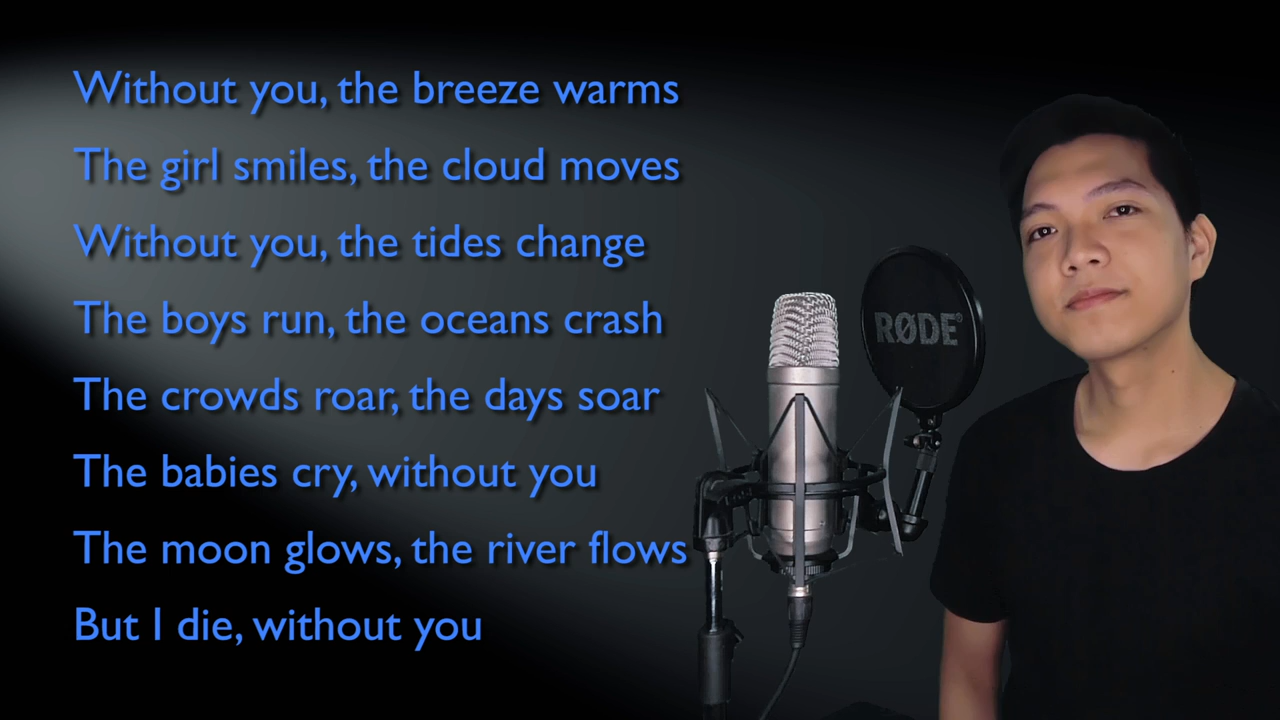 Without you, the breeze warms
The girl smiles, the cloud moves
Without you, the tides change
The boys run, the oceans crash
The crowds roar, the days soar
The babies cry, without you
The moon glows, the river flows
But I die, without you
RØDE®